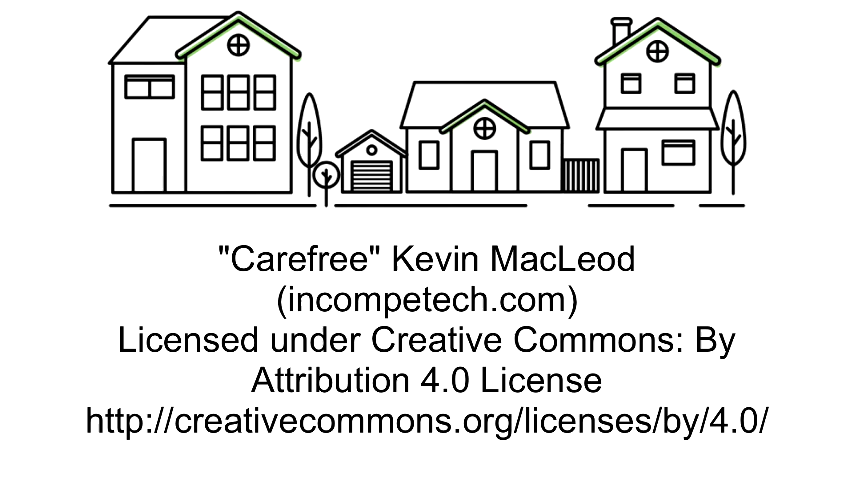 "Carefree" Kevin MacLeod
(incompetech.com)
Licensed under Creative Commons: By
Attribution 4.0 License
http://creativecommons.org/licenses/by/4.0/